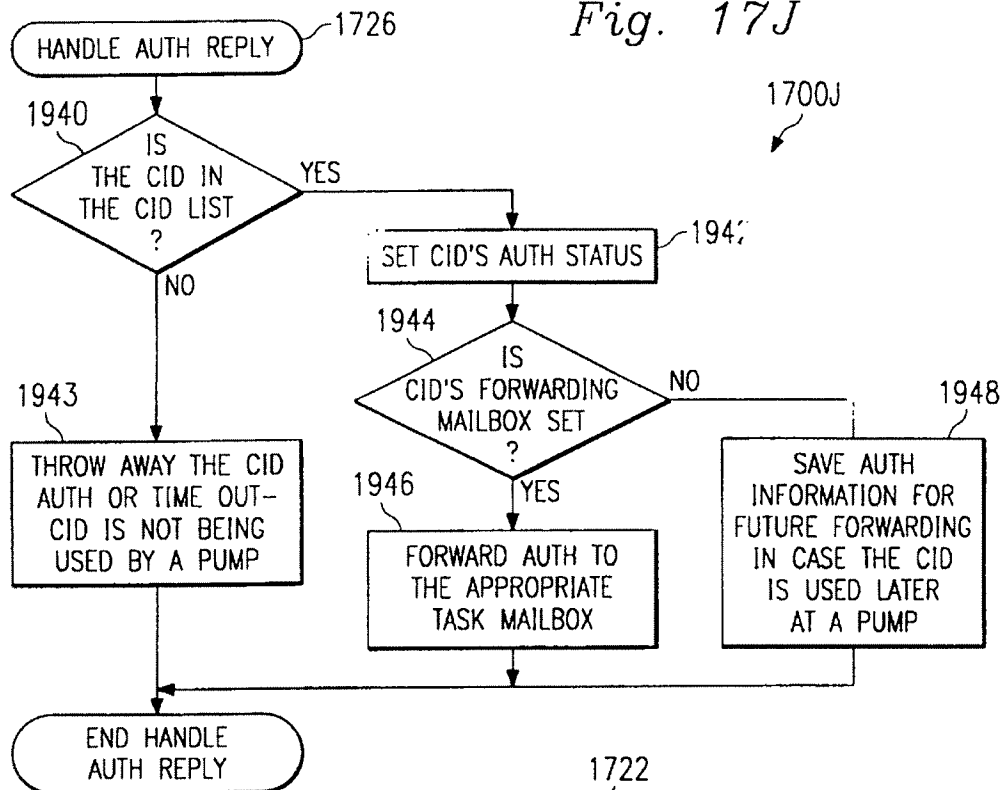 Fig. 17J
HANDLE AUTH REPLY
1726
1700J
1940
IS
THE CID IN
THE CID LIST
?
YES
NO
SET CID'S AUTH STATUS
1944
IS
CID'S FORWARDING
MAILBOX SET
?
NO
YES
1943
THROW AWAY THE CID
AUTH OR TIME OUT-
CID IS NOT BEING
USED BY A PUMP
1946
FORWARD AUTH TO
THE APPROPRIATE
TASK MAILBOX
1948
SAVE AUTH
INFORMATION FOR
FUTURE FORWARDING
IN CASE THE CID
IS USED LATER
AT A PUMP
END HANDLE
AUTH REPLY
1722